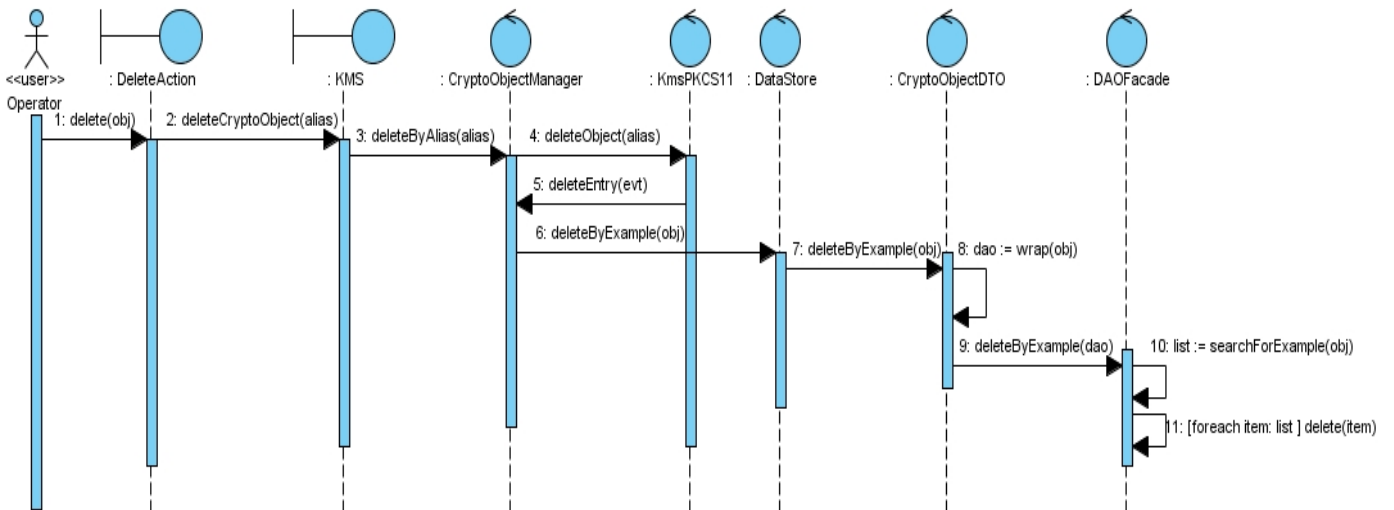 <<user>>
Operator
: DeleteAction
: KMS
: CryptoObjectManager
: KmsPKCS11
: DataStore
: CryptoObjectDTO
: DAOFacade
1: delete(obj)
2: deleteCryptoObject(alias)
3: deleteByAlias(alias)
4: deleteObject(alias)
5: deleteEntry(evt)
6: deleteByExample(obj)
7: deleteByExample(obj)
8: dao := wrap(obj)
9: deleteByExample(dao)
10: list := searchForExample(obj)
11: [foreach item: list ] delete(item)